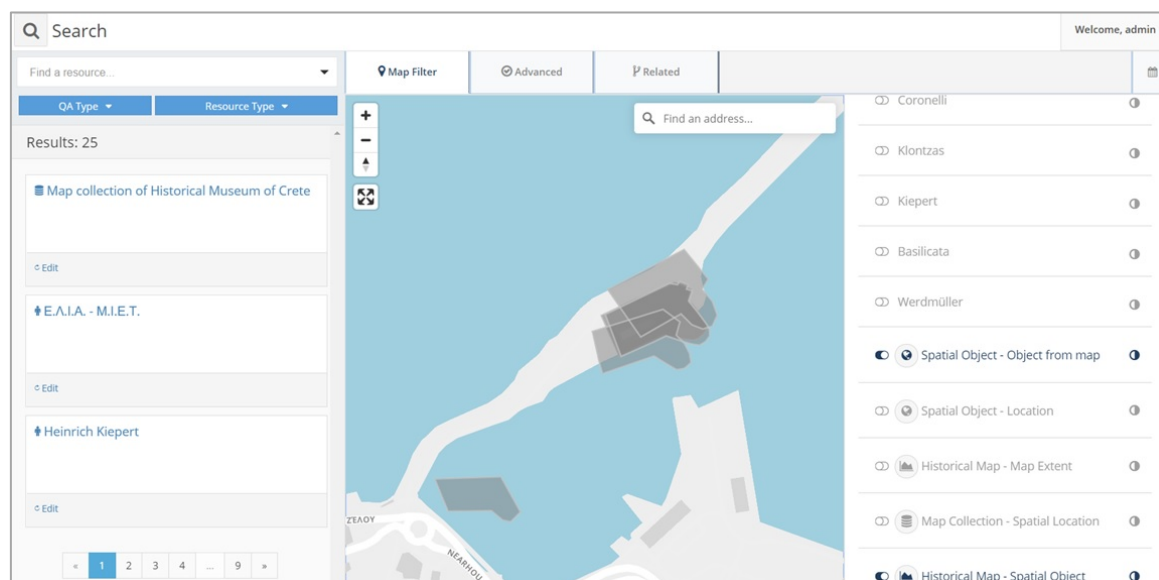 Search
Welcome, admin
Find a resource...
QA Type
Resource Type
Results: 25
Map collection of Historical Museum of Crete
Edit
Ε.Λ.Ι.Α. - Μ.Ι.Ε.Τ.
Edit
Heinrich Kiepert
Edit
« 1 2 3 4 ... 9 »
Map Filter
Advanced
Related
Find an address...
ΖΈΛΟΥ
NEARHOU
Coronelli
Klontzas
Kiepert
Basilicata
Werdmüller
Spatial Object - Object from map
Spatial Object - Location
Historical Map - Map Extent
Map Collection - Spatial Location
Historical Map - Spatial Object